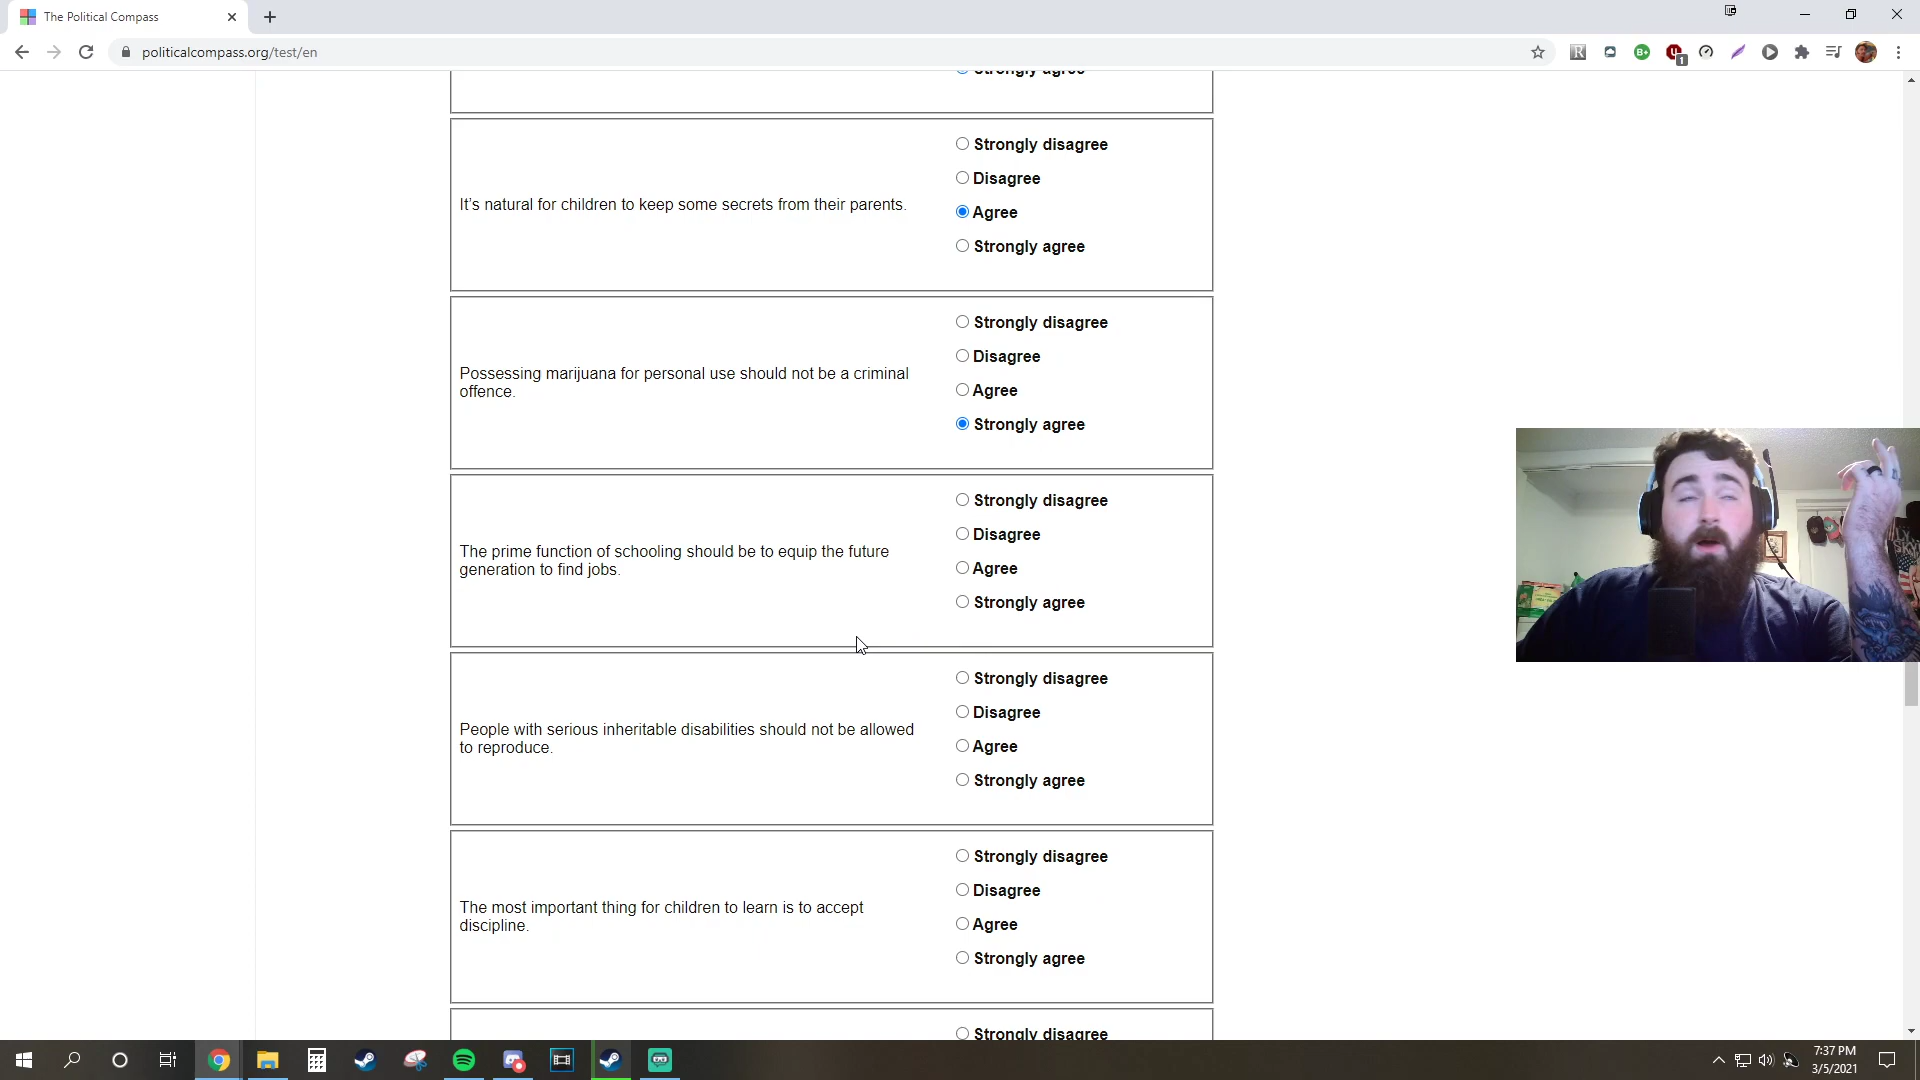 The Political Compass
politicalcompass.org/test/en
Strongly agree
It's natural for children to keep some secrets from their parents.
Strongly disagree
Disagree
Agree
Strongly agree
Possessing marijuana for personal use should not be a criminal
offence.
Strongly disagree
Disagree
Agree
Strongly agree
The prime function of schooling should be to equip the future
generation to find jobs.
Strongly disagree
Disagree
Agree
Strongly agree
People with serious inheritable disabilities should not be allowed
to reproduce.
Strongly disagree
Disagree
Agree
Strongly agree
The most important thing for children to learn is to accept
discipline.
Strongly disagree
Disagree
Agree
Strongly agree
Strongly disagree
7:37 PM
3/5/2021